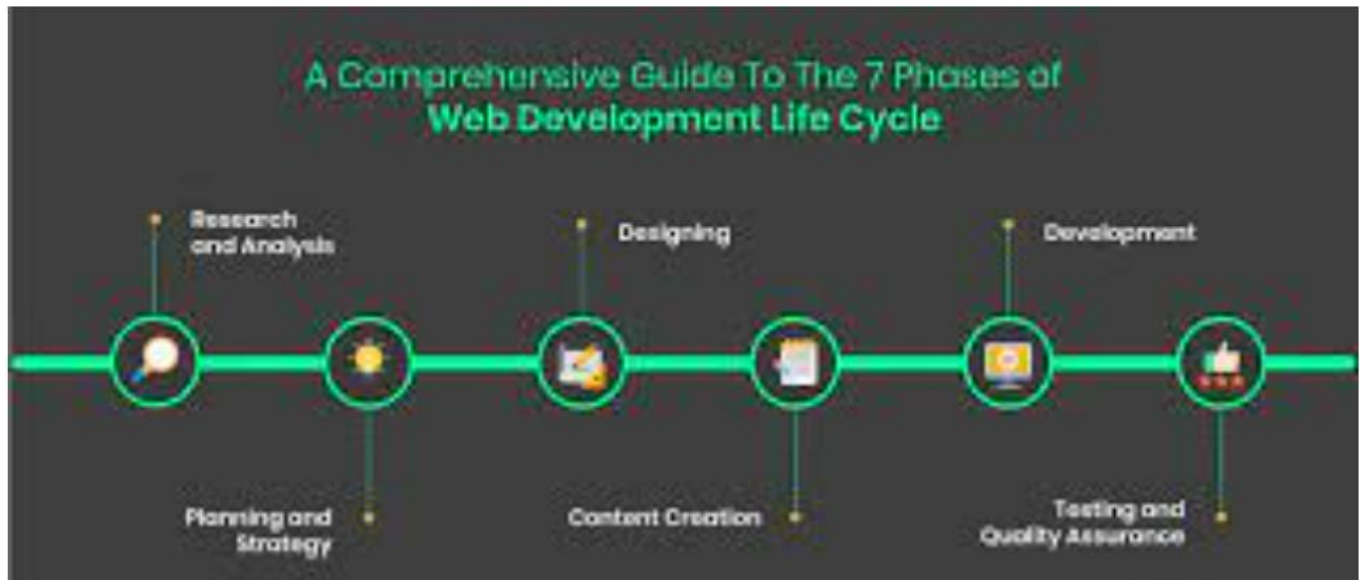 A Comprehensive Guide To The 7 Phases of
Web Development Life Cycle
Research
and Analysis
Planning and
Strategy
Designing
Content Creation
Development
Testing and
Quality Assurance